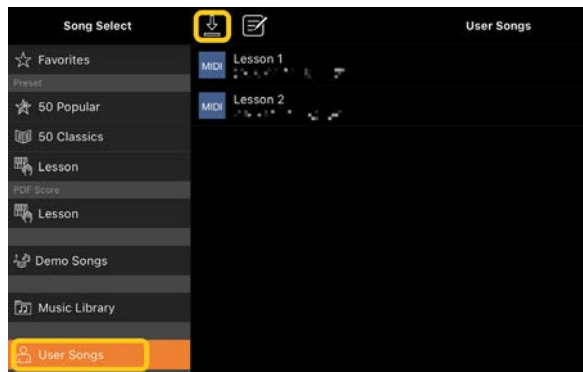 Song Select
User Songs
Favorites
Preset
50 Popular
50 Classics
Lesson
PDF Score
Lesson
Demo Songs
Music Library
User Songs
MIDI Lesson 1
MIDI Lesson 2